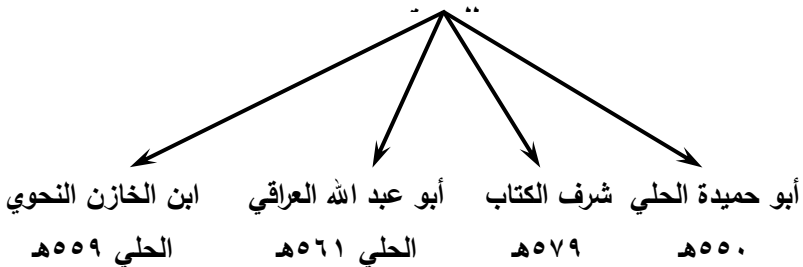 أبو حميدة الحلي شرف الكتاب أبو عبد الله العراقي ابن الخازن النحوي
٥٥٠هـ ٥٧٩هـ الحلي ٥٦١هـ الحلي ٥٥٩هـ